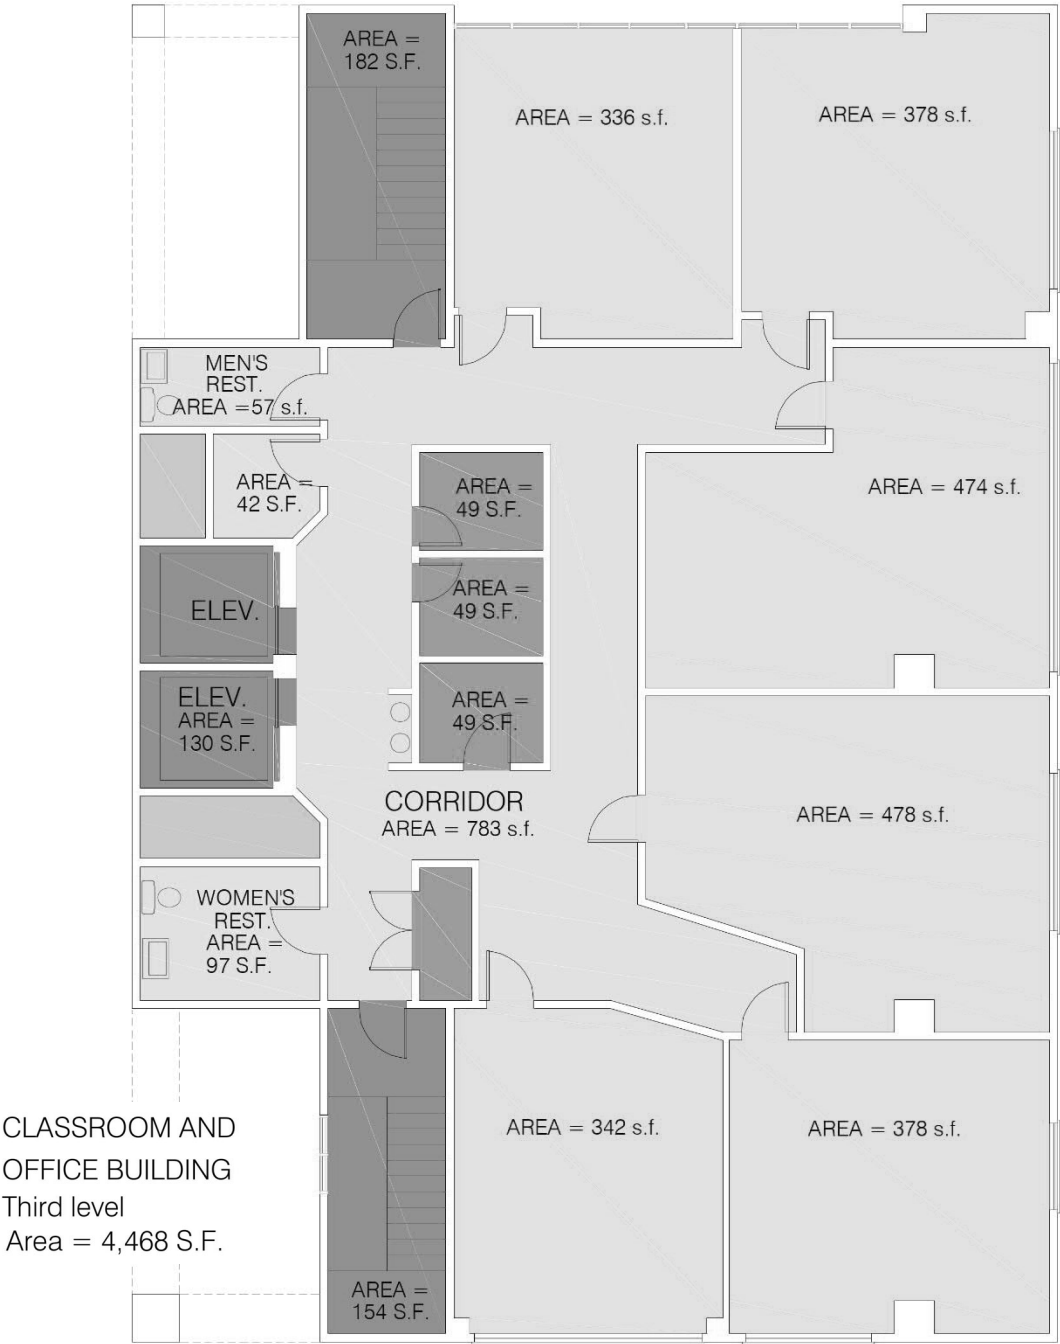 AREA =
182 S.F.
AREA = 336 s.f.
AREA = 378 s.f.
MEN'S
REST.
AREA =57 s.f.
AREA =
42 S.F.
AREA =
49 S.F.
AREA = 474 s.f.
ELEV.
AREA =
49 S.F.
ELEV.
AREA =
130 S.F.
AREA =
49 S.F.
CORRIDOR
AREA = 783 s.f.
AREA = 478 s.f.
WOMEN'S
REST.
AREA =
97 S.F.
AREA = 342 s.f.
AREA = 378 s.f.
CLASSROOM AND
OFFICE BUILDING
Third level
Area = 4,468 S.F.
AREA =
154 S.F.